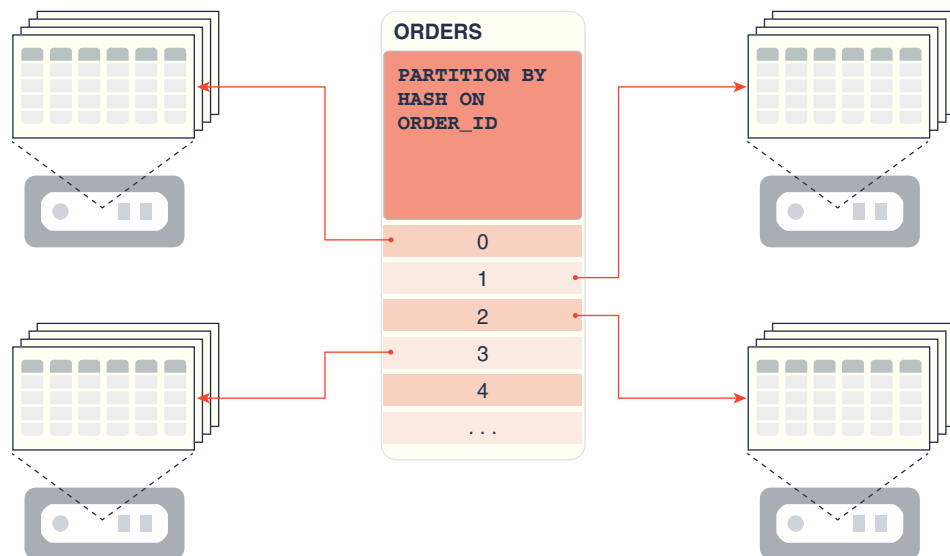 ORDERS
PARTITION BY
HASH ON
ORDER_ID
0
1
2
3
4
...